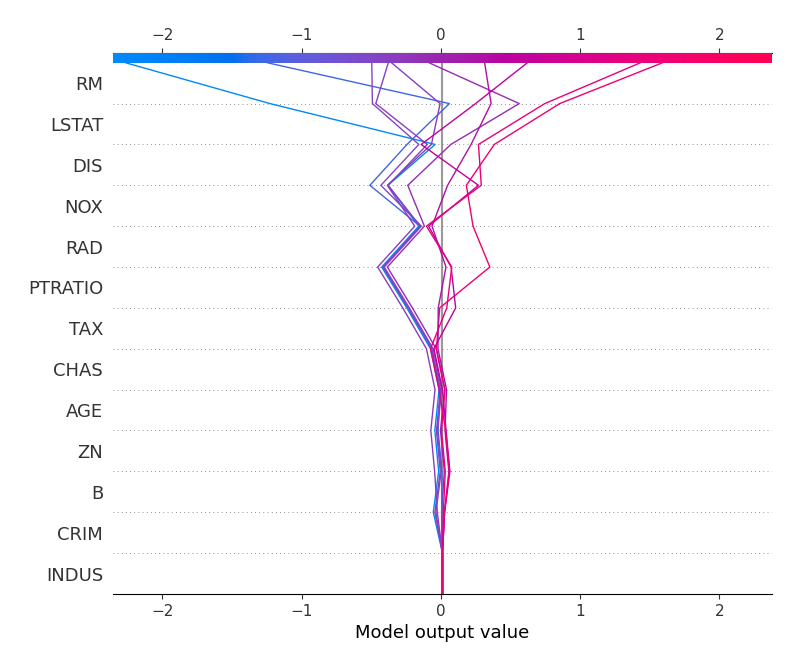 −2 −1 0 1 2
RM
LSTAT
DIS
NOX
RAD
PTRATIO
TAX
CHAS
AGE
ZN
B
CRIM
INDUS
−2 −1 0 1 2
Model output value